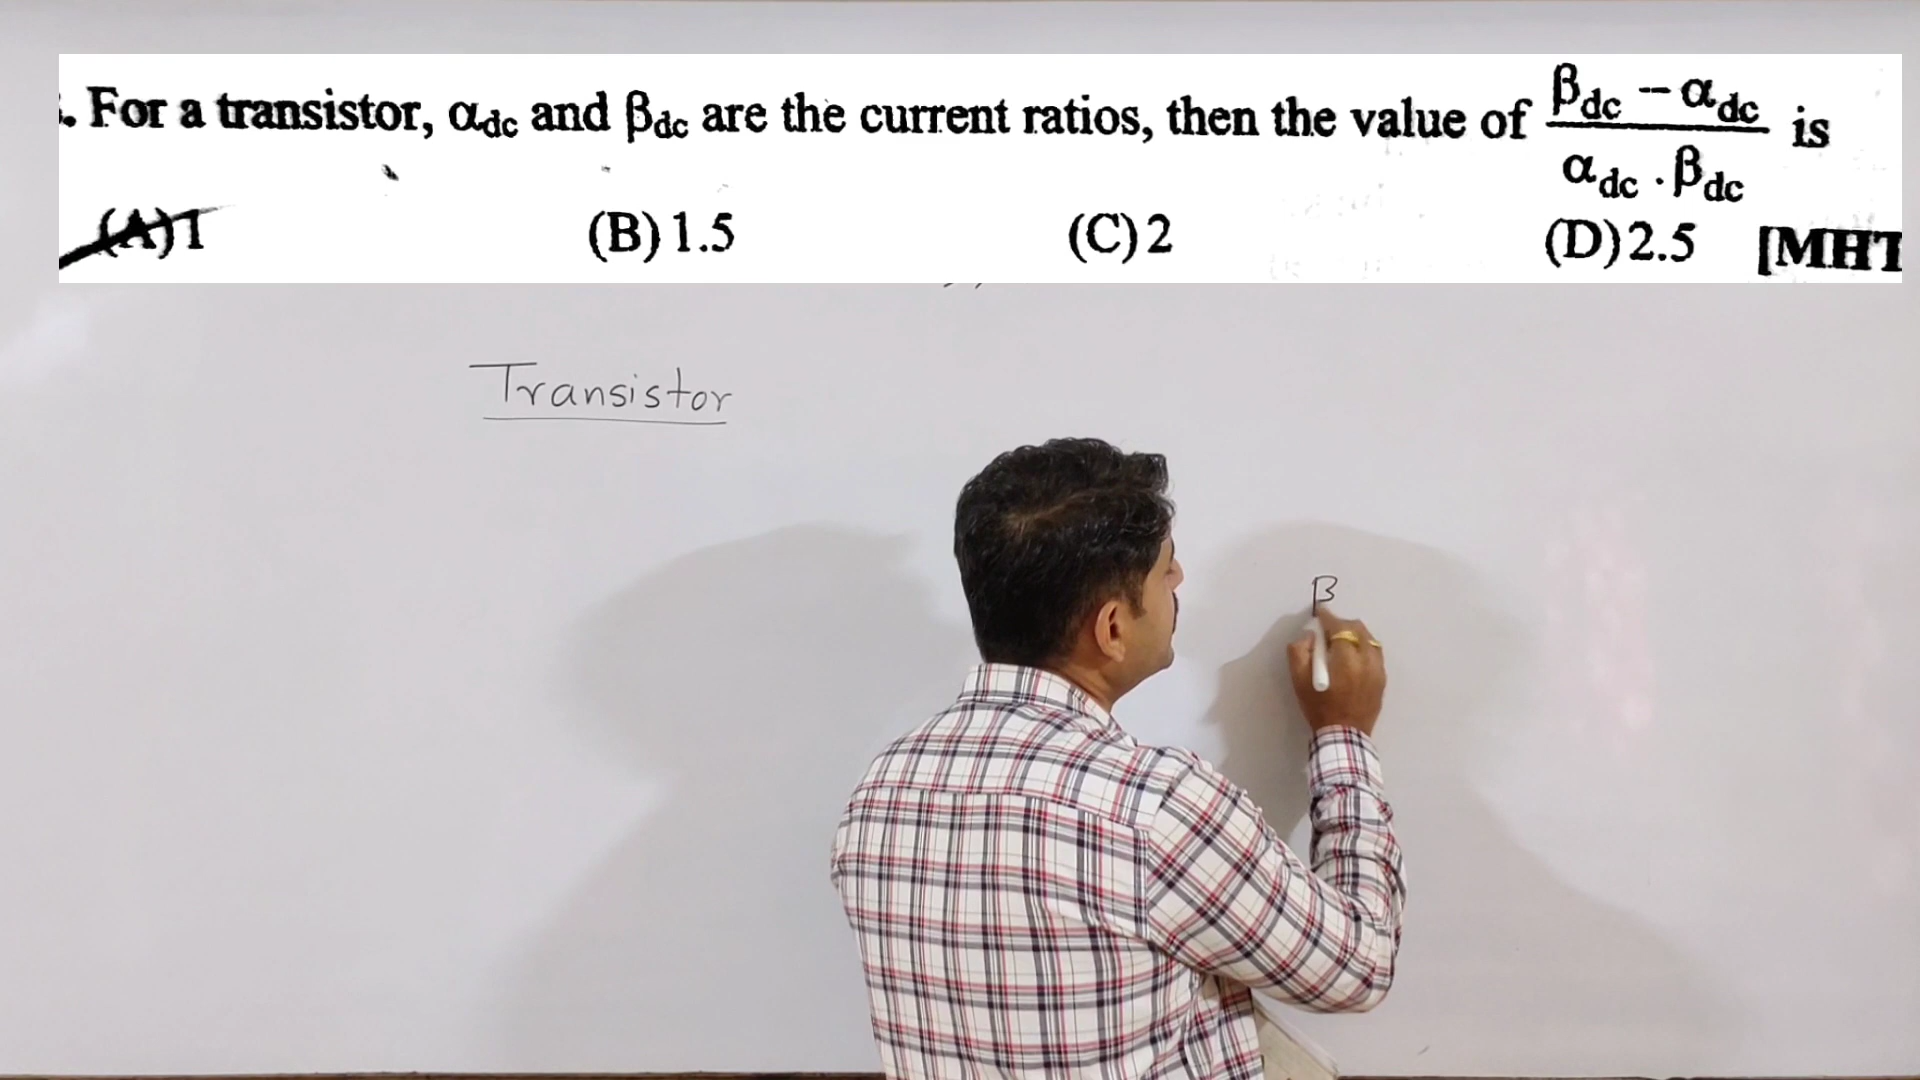 . For a transistor, αdc and βdc are the current ratios, then the value of (βdc − αdc)/(αdc . βdc) is
(A) 1 (B) 1.5 (C) 2 (D) 2.5 [MHT
Transistor
β